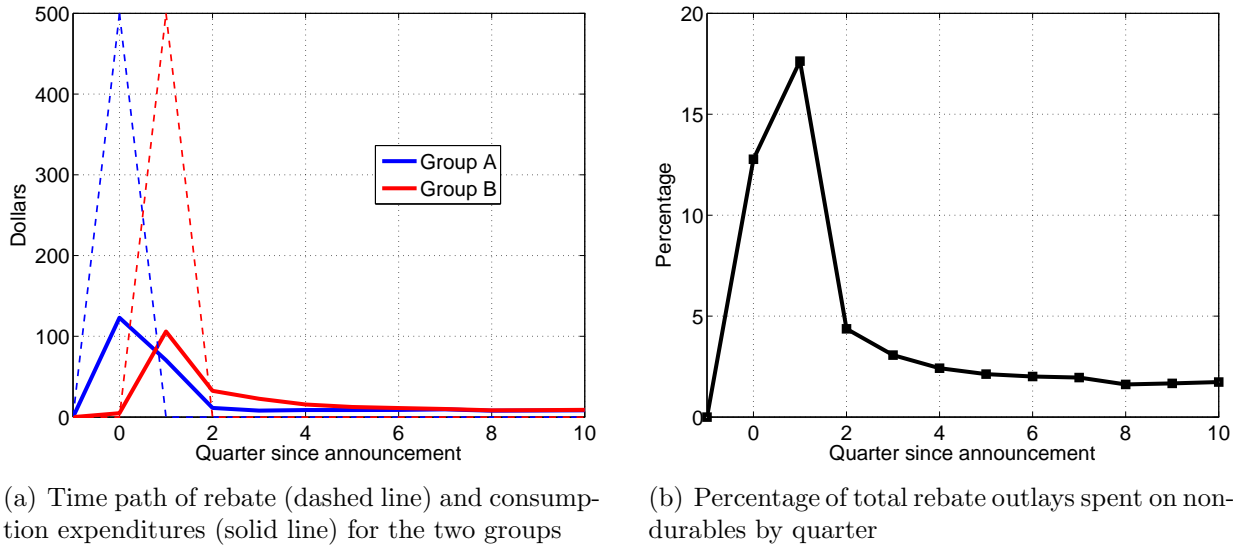 500
400
300
200
100
0
Dollars
0 2 4 6 8 10
Quarter since announcement
Group A
Group B
(a) Time path of rebate (dashed line) and consump-
tion expenditures (solid line) for the two groups
20
15
10
5
0
Percentage
0 2 4 6 8 10
Quarter since announcement
(b) Percentage of total rebate outlays spent on non-
durables by quarter